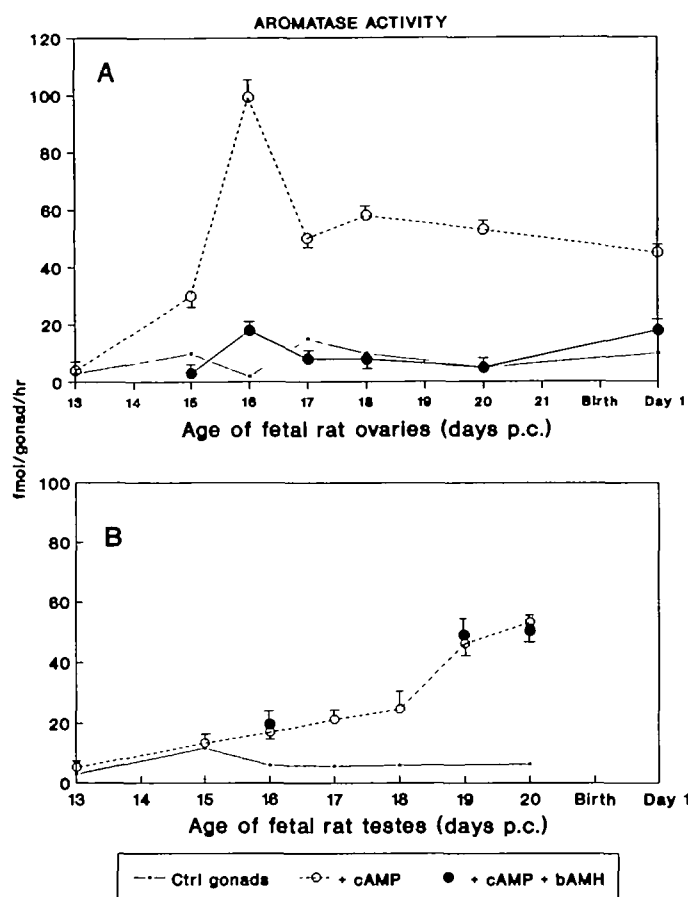 AROMATASE ACTIVITY
A
120
100
80
60
40
20
0
13 14 15 16 17 18 19 20 21 Birth Day 1
Age of fetal rat ovaries (days p.c.)
fmol/gonad/hr
B
100
80
60
40
20
0
13 14 15 16 17 18 19 20 Birth Day 1
Age of fetal rat testes (days p.c.)
Ctrl gonads + cAMP + cAMP + bAMH